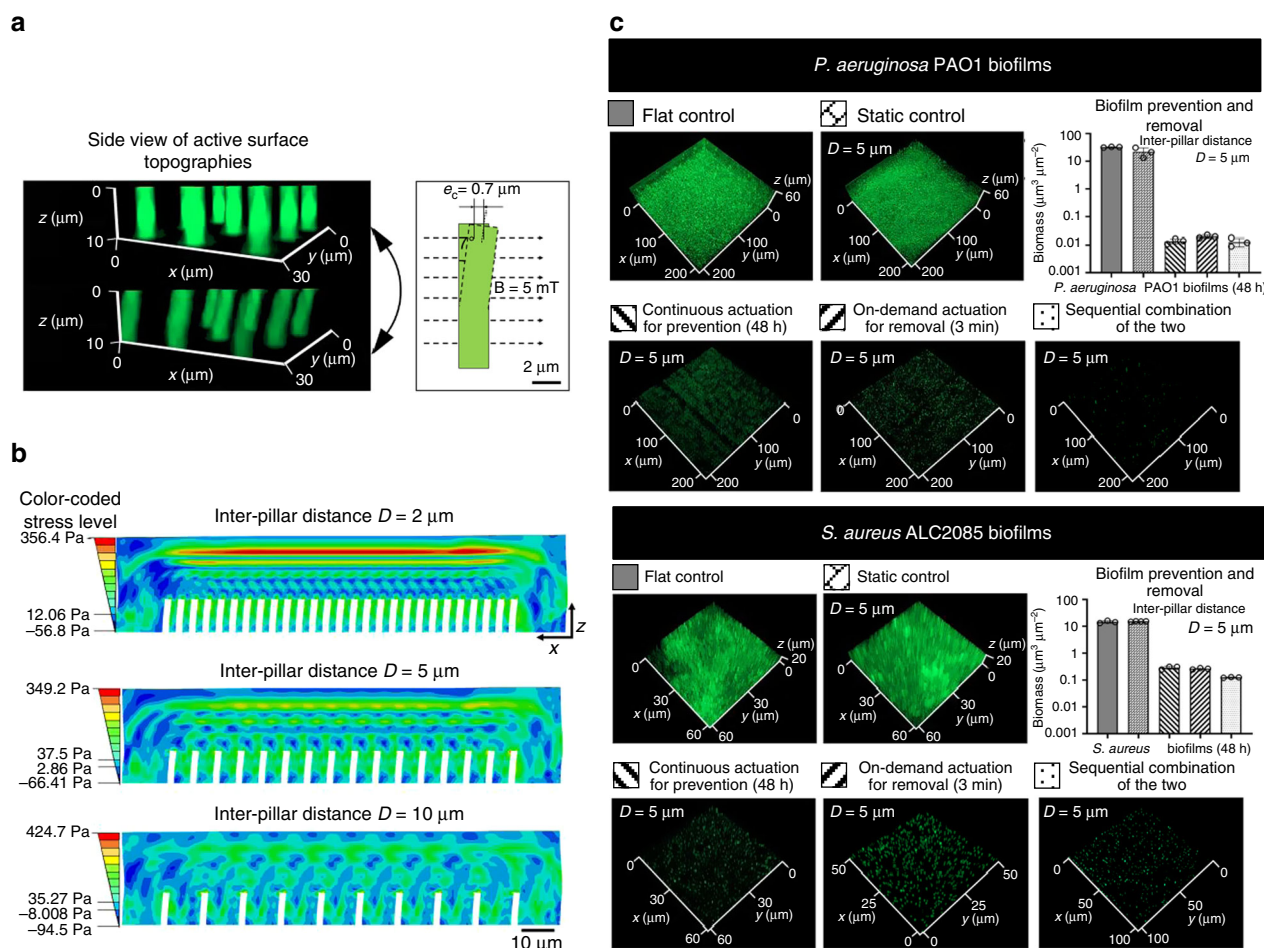 a
Side view of active surface
topographies
0
z (μm)
10
0
x (μm)
30
y (μm)
0
0
z (μm)
10
0
x (μm)
30
y (μm)
0
e_c= 0.7 μm
B = 5 mT
2 μm
b
Color-coded
stress level
Inter-pillar distance D = 2 μm
356.4 Pa
12.06 Pa
–56.8 Pa
z
x
Inter-pillar distance D = 5 μm
349.2 Pa
37.5 Pa
2.86 Pa
–66.41 Pa
Inter-pillar distance D = 10 μm
424.7 Pa
35.27 Pa
–8.008 Pa
–94.5 Pa
10 μm
c
P. aeruginosa PAO1 biofilms
Flat control
z (μm)
60
0
0
100
100
x (μm)
y (μm)
200 200
Static control
D = 5 μm
z (μm)
60
0
0
100
100
x (μm)
y (μm)
200 200
Biofilm prevention and
removal
Inter-pillar distance
D = 5 μm
Biomass (μm³ μm⁻²)
100
10
1
0.1
0.01
0.001
P. aeruginosa PAO1 biofilms (48 h)
Continuous actuation
for prevention (48 h)
D = 5 μm
0
0
100
100
x (μm)
y (μm)
200 200
On-demand actuation
for removal (3 min)
D = 5 μm
0
0
100
100
x (μm)
y (μm)
200 200
Sequential combination
of the two
D = 5 μm
0
0
100
100
x (μm)
y (μm)
200 200
S. aureus ALC2085 biofilms
Flat control
z (μm)
20
0
0
30
30
x (μm)
y (μm)
60 60
Static control
D = 5 μm
z (μm)
20
0
0
30
30
x (μm)
y (μm)
60 60
Biofilm prevention and
removal
Inter-pillar distance
D = 5 μm
Biomass (μm³ μm⁻²)
100
10
1
0.1
0.01
0.001
S. aureus biofilms (48 h)
Continuous actuation
for prevention (48 h)
D = 5 μm
0
0
30
30
x (μm)
y (μm)
60 60
On-demand actuation
for removal (3 min)
D = 5 μm
50
50
25
25
x (μm)
y (μm)
0 0
Sequential combination
of the two
D = 5 μm
0
0
50
50
x (μm)
y (μm)
100 100